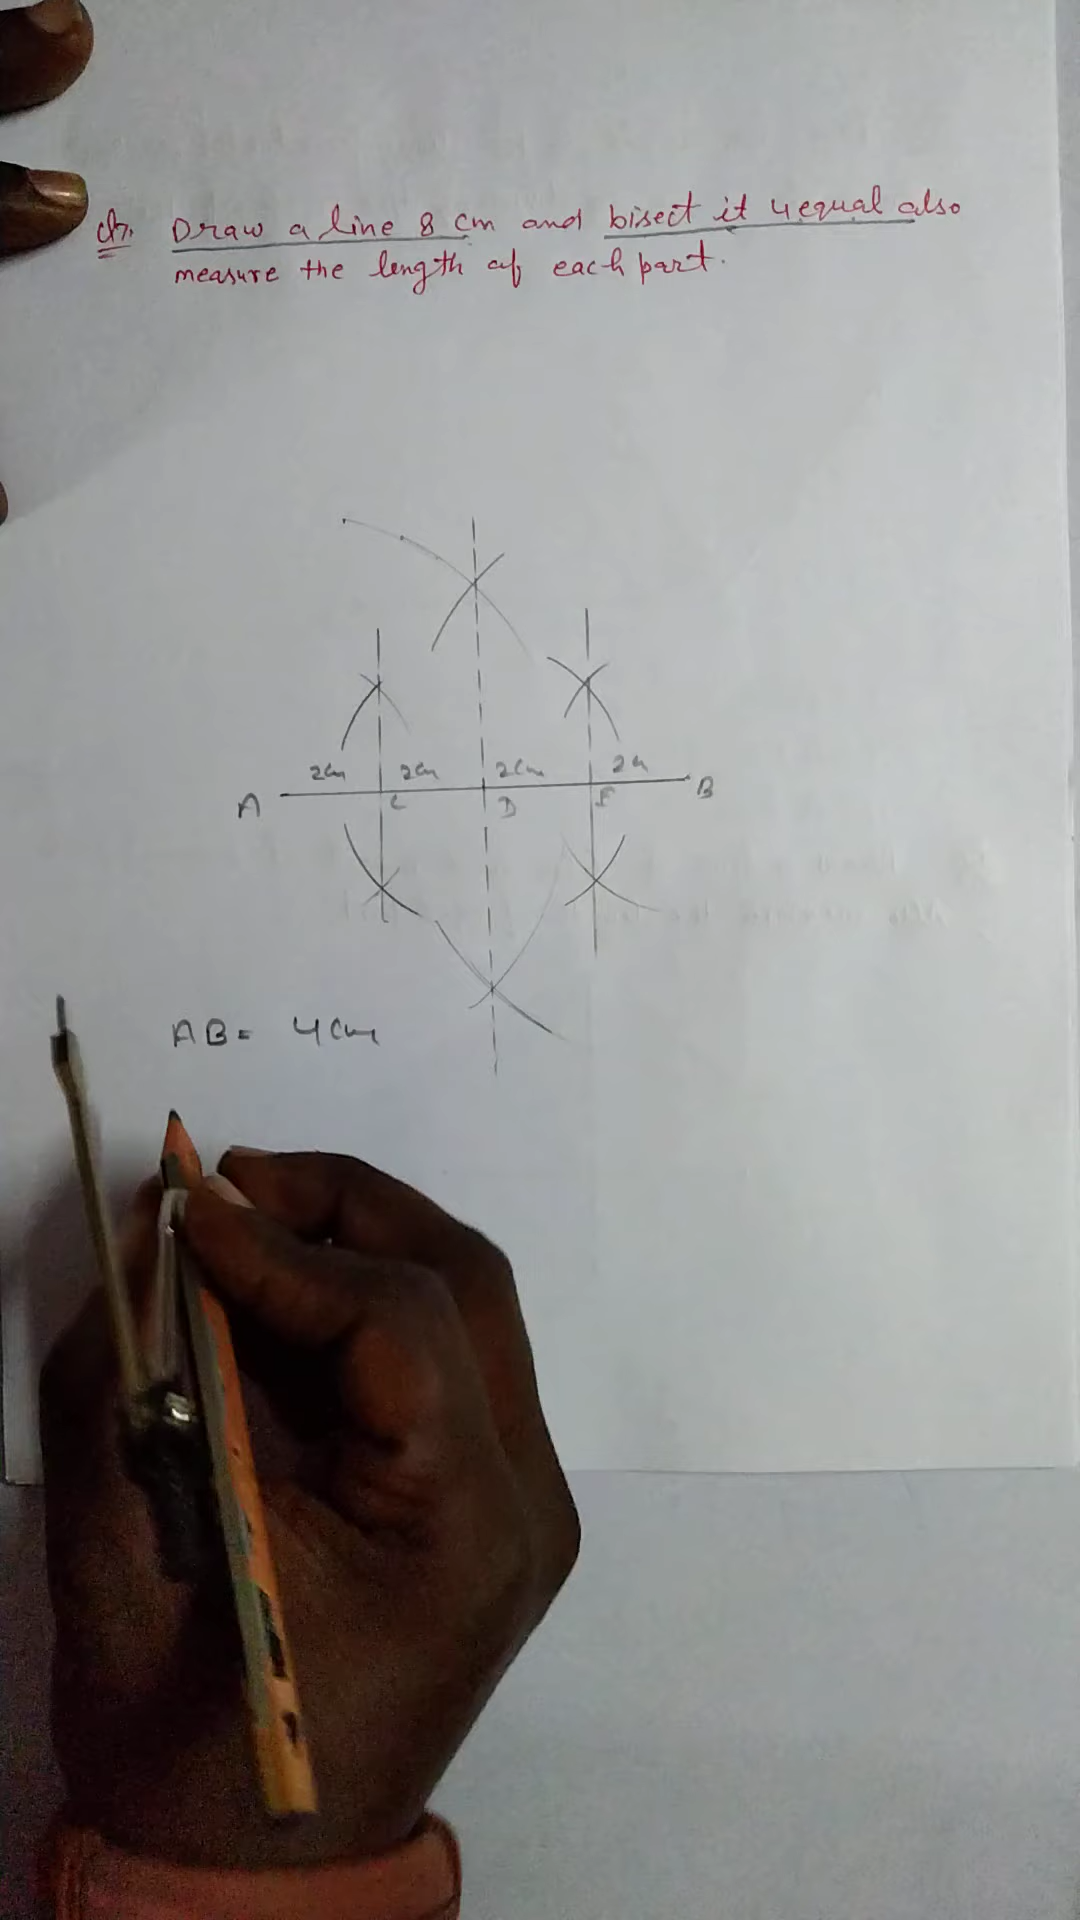 Draw a line 8 cm and bisect it 4 equal also
measure the length of each part.
2cm 2cm 2cm 2
A C D B
AB = 4cm